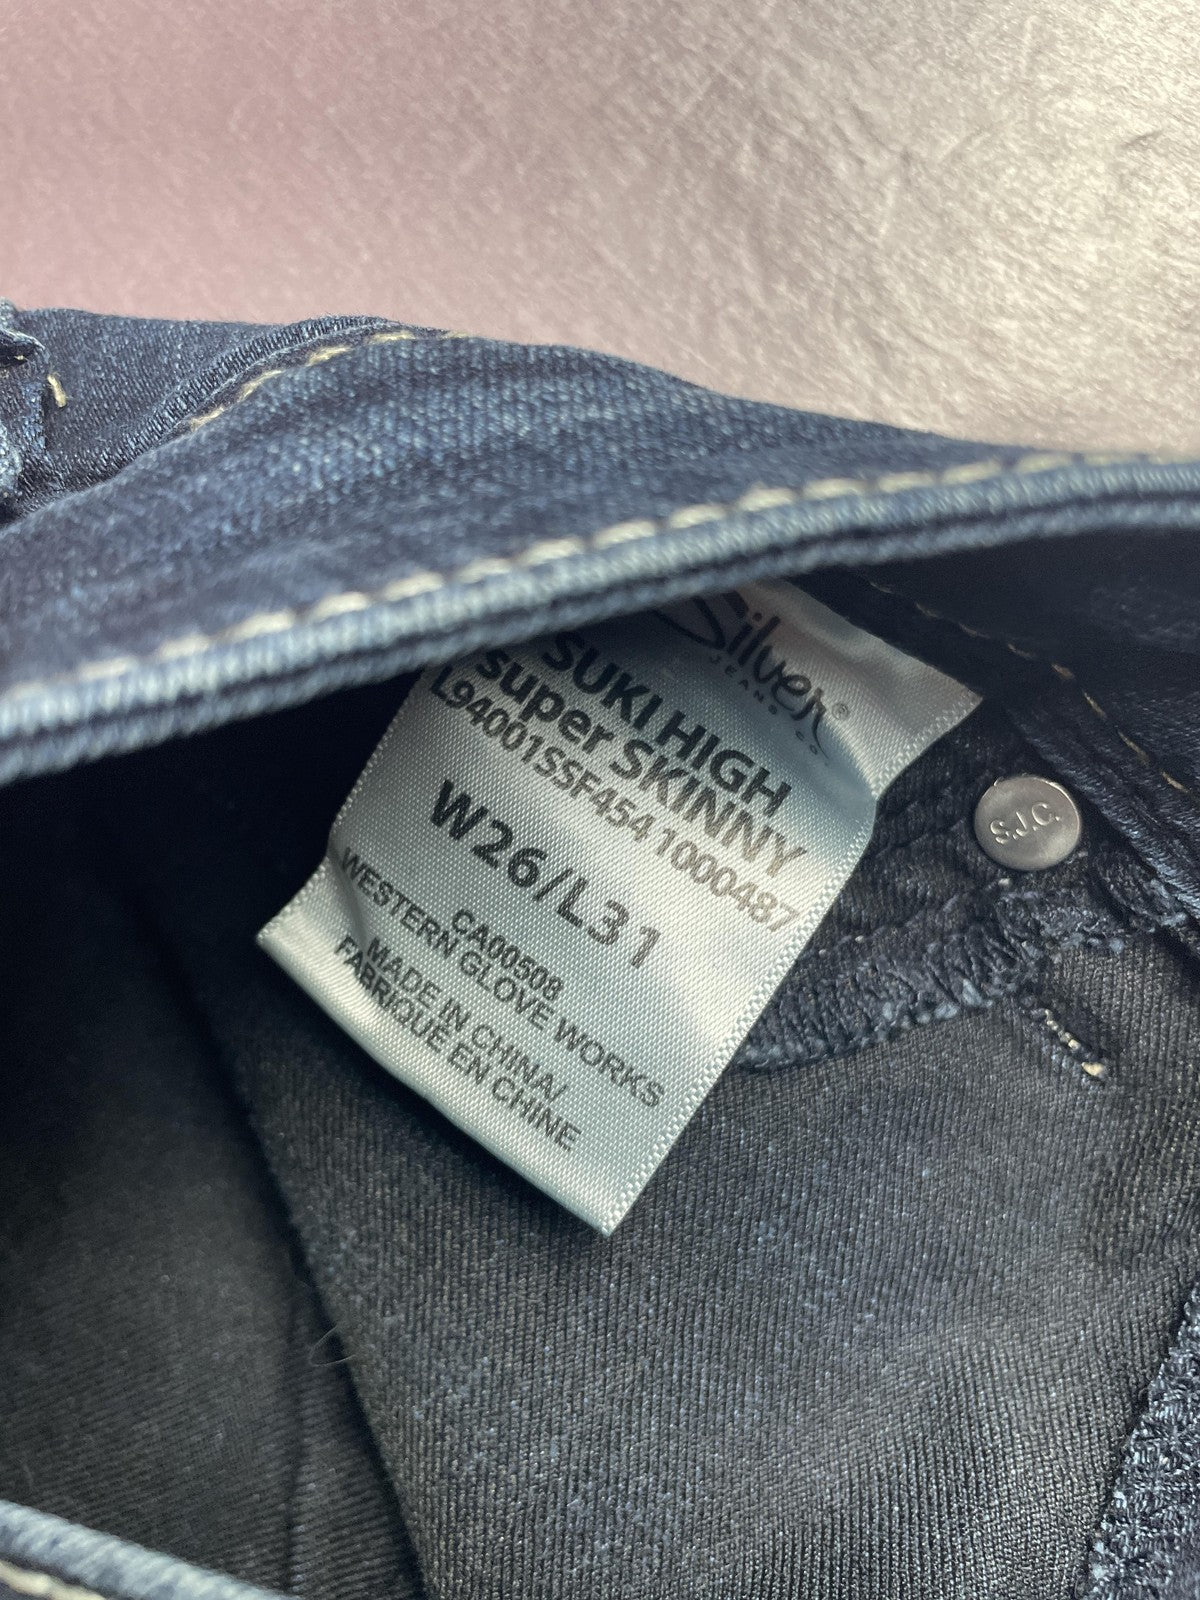 Silver®
JEANS CO.
SUKI HIGH
super SKINNY
L94001SSF454 1000487
W26/L31
CA00508
WESTERN GLOVE WORKS
MADE IN CHINA/
FABRIQUE EN CHINE
S.J.C.